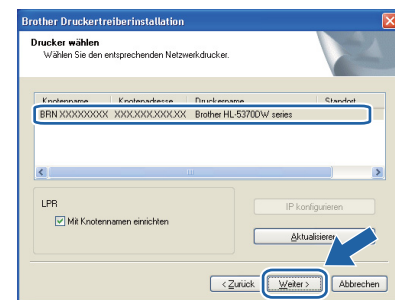 Brother Druckertreiberinstallation
Drucker wählen
Wählen Sie den entsprechenden Netzwerkdrucker.
Knotenname Knotenadresse Druckername Standort
BRN XXXXXXXX XXX,XXX,XXX,XX Brother HL-5370DW series
LPR
Mit Knotennamen einrichten
IP konfigurieren
Aktualisieren
< Zurück Weiter > Abbrechen